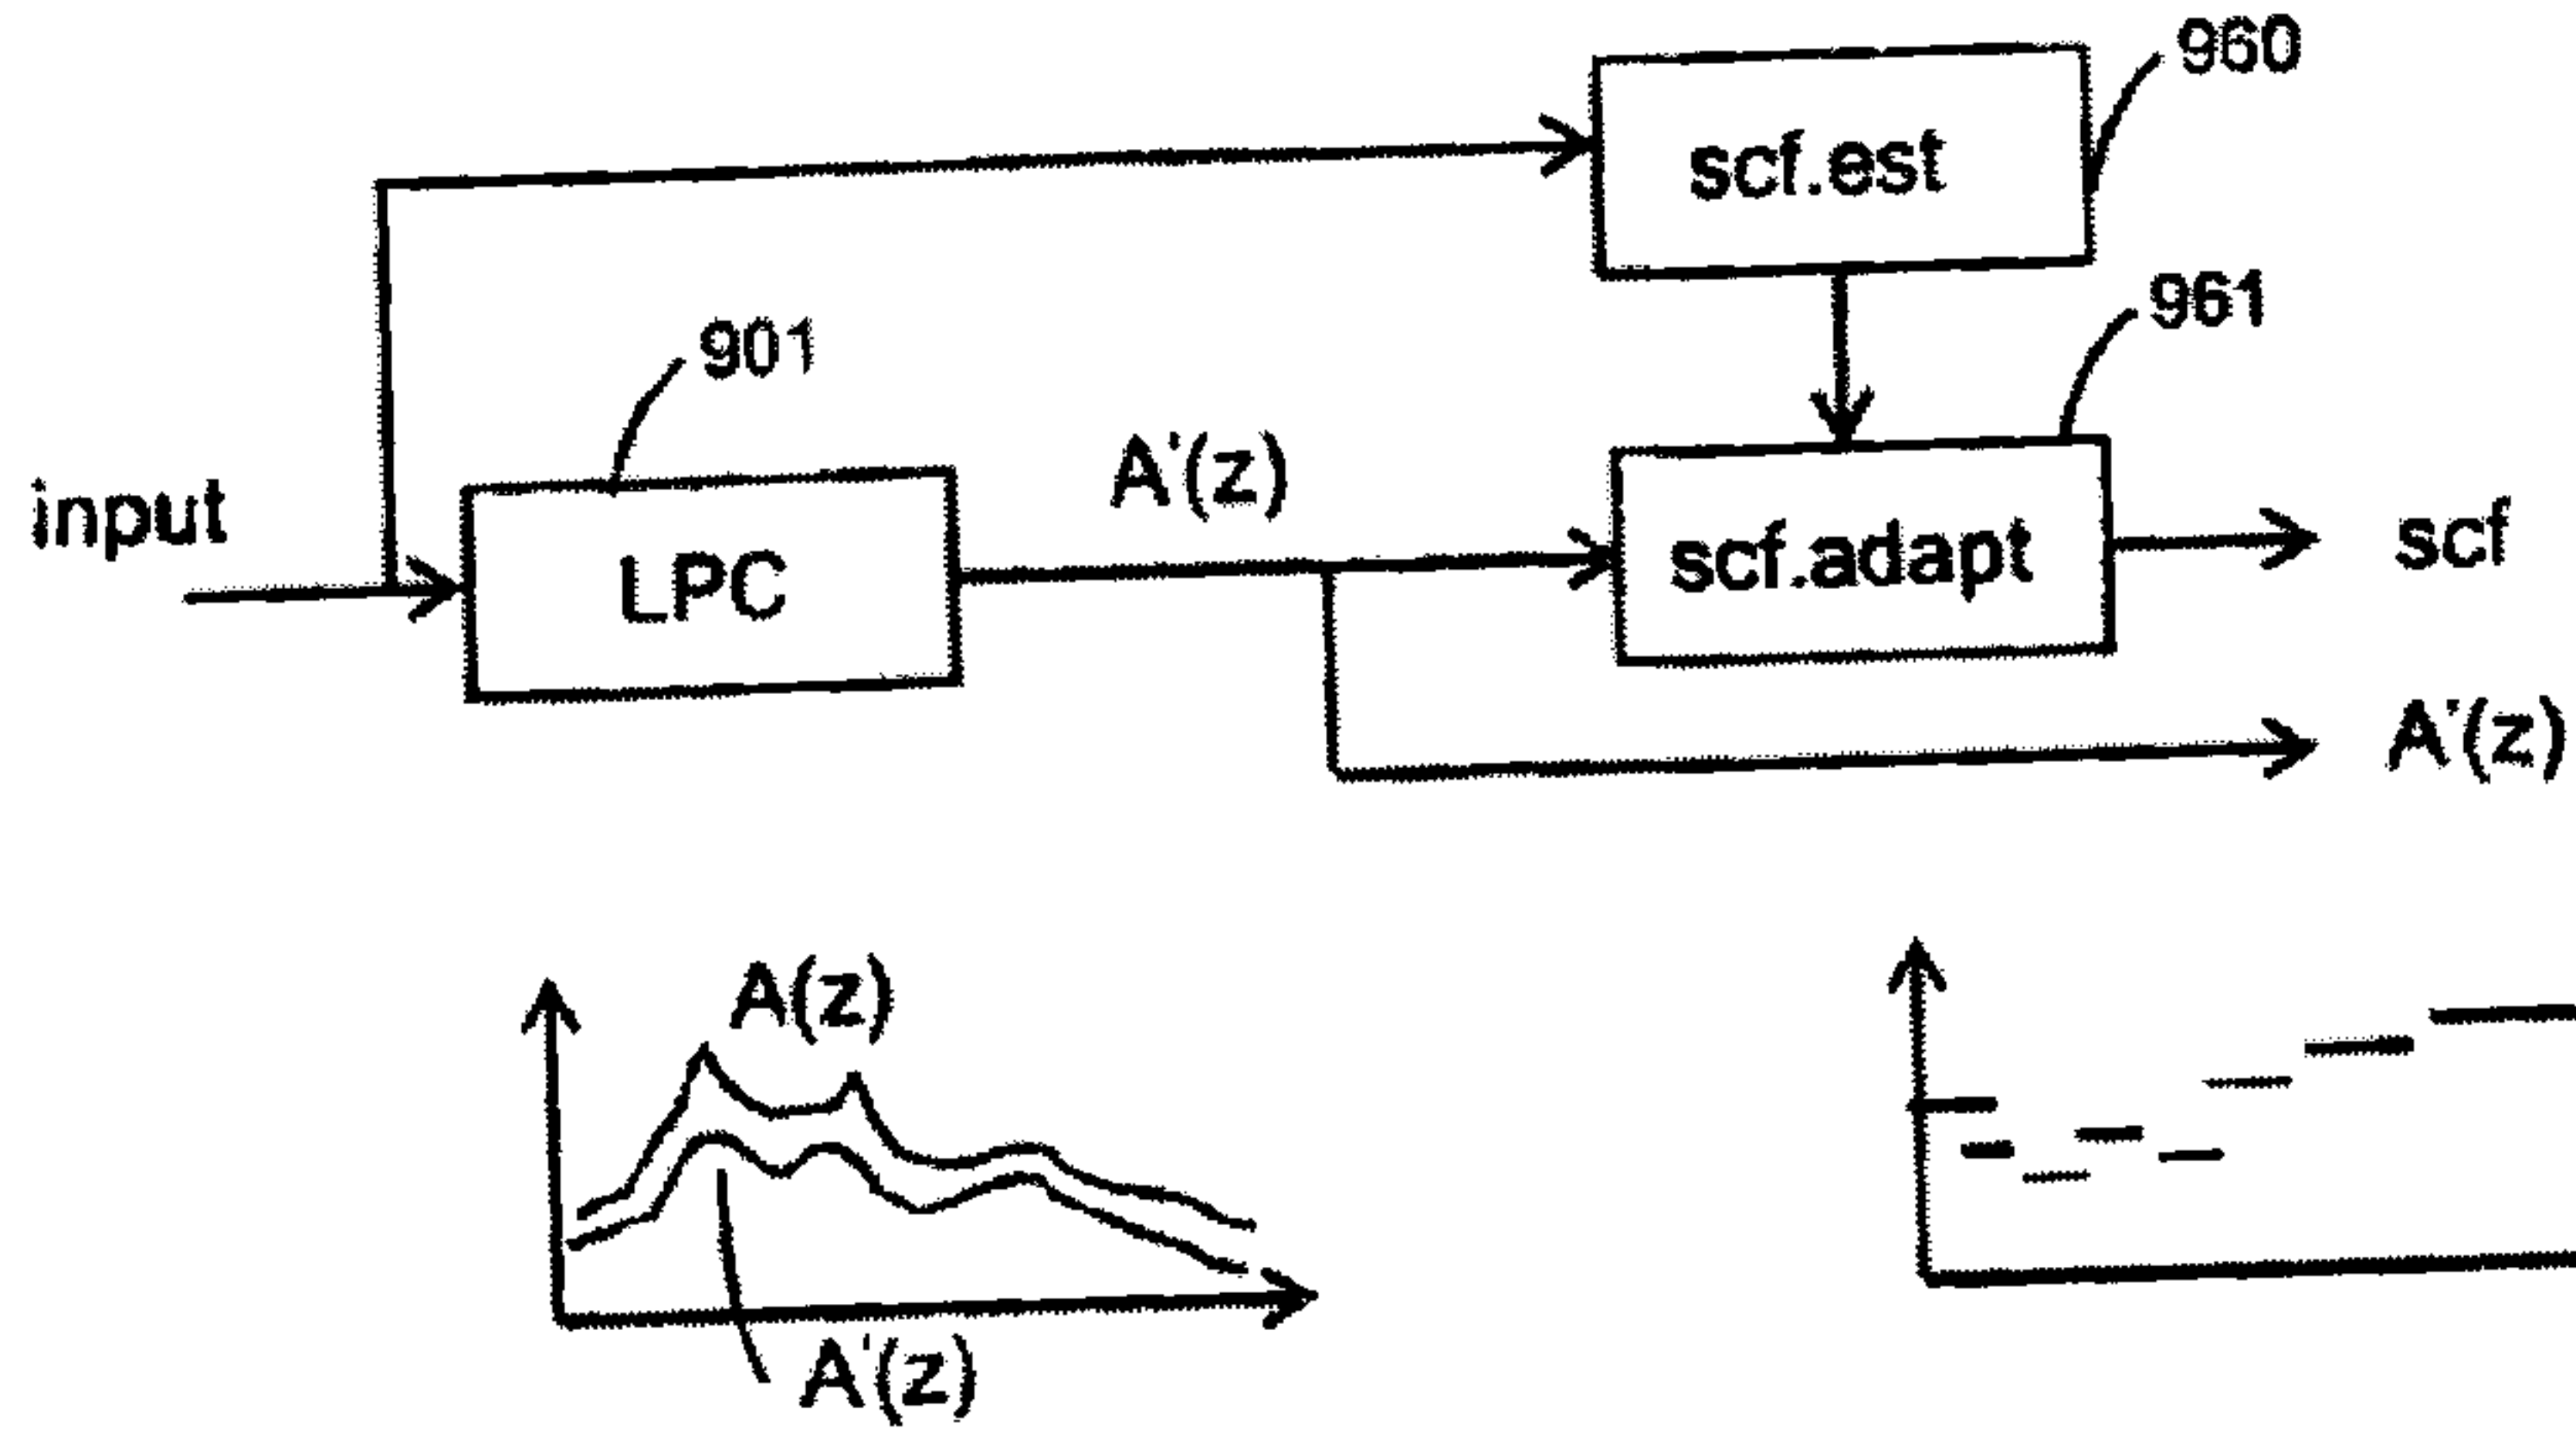 960
scf.est
961
901
A'(z)
input
LPC
scf.adapt
scf
A'(z)
A(z)
A'(z)